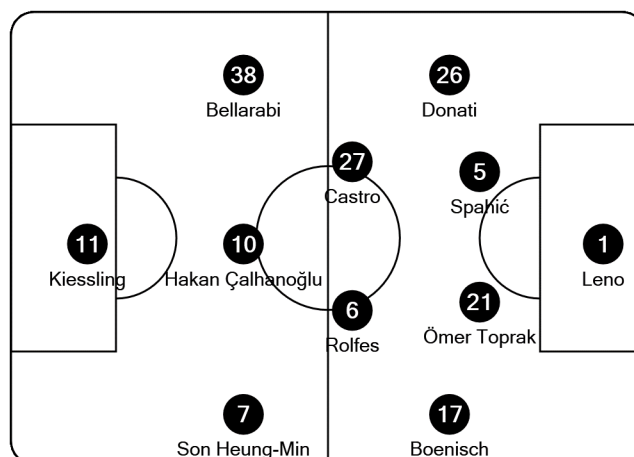 38
Bellarabi
26
Donati
27
Castro
5
Spahić
11
Kiessling
10
Hakan Çalhanoğlu
1
Leno
6
Rolfes
21
Ömer Toprak
7
Son Heung-Min
17
Boenisch